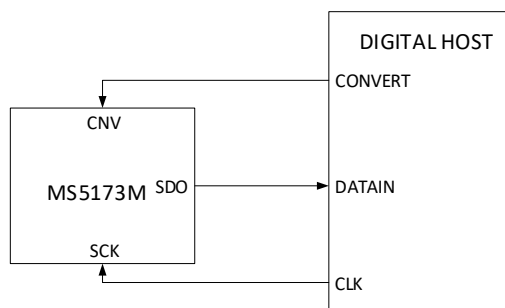 DIGITAL HOST
CONVERT
CNV
SDO
DATAIN
MS5173M
SCK
CLK